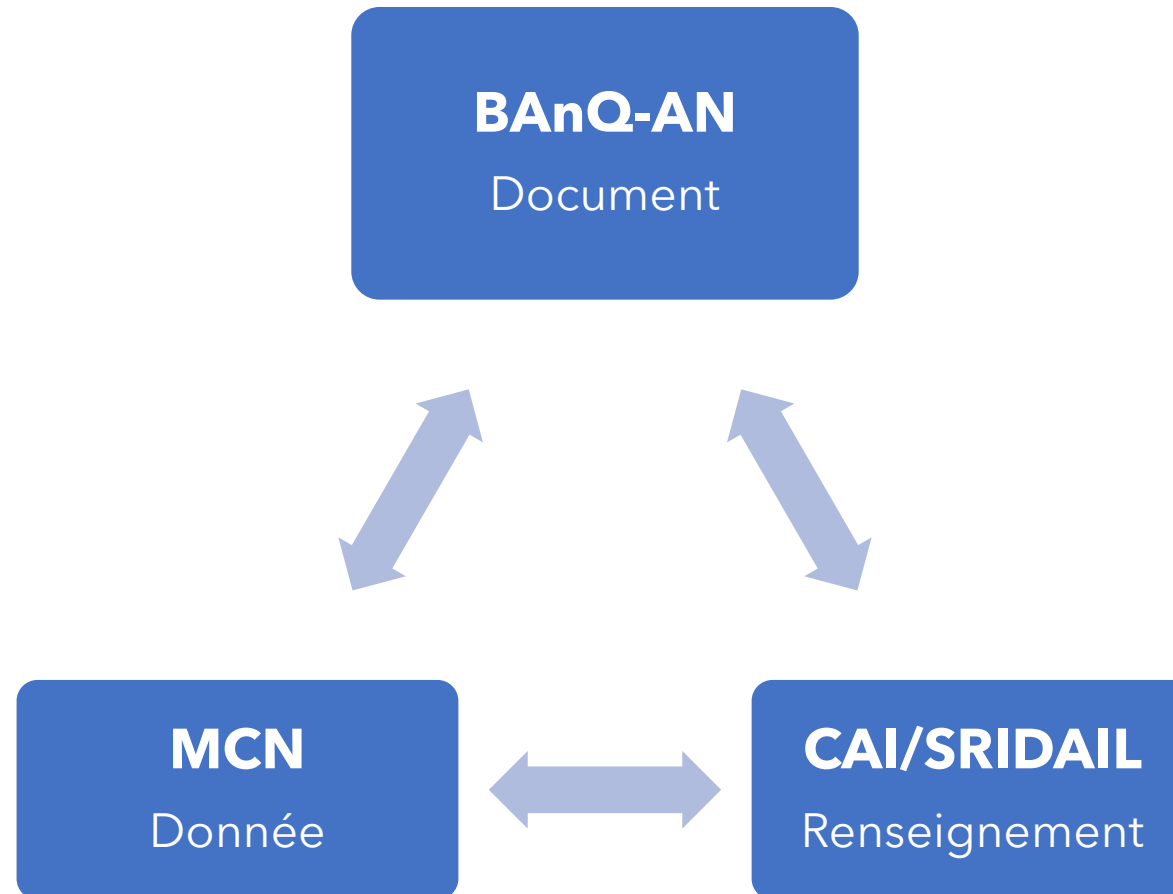 BAnQ-AN
Document
MCN
Donnée
CAI/SRIDAIL
Renseignement